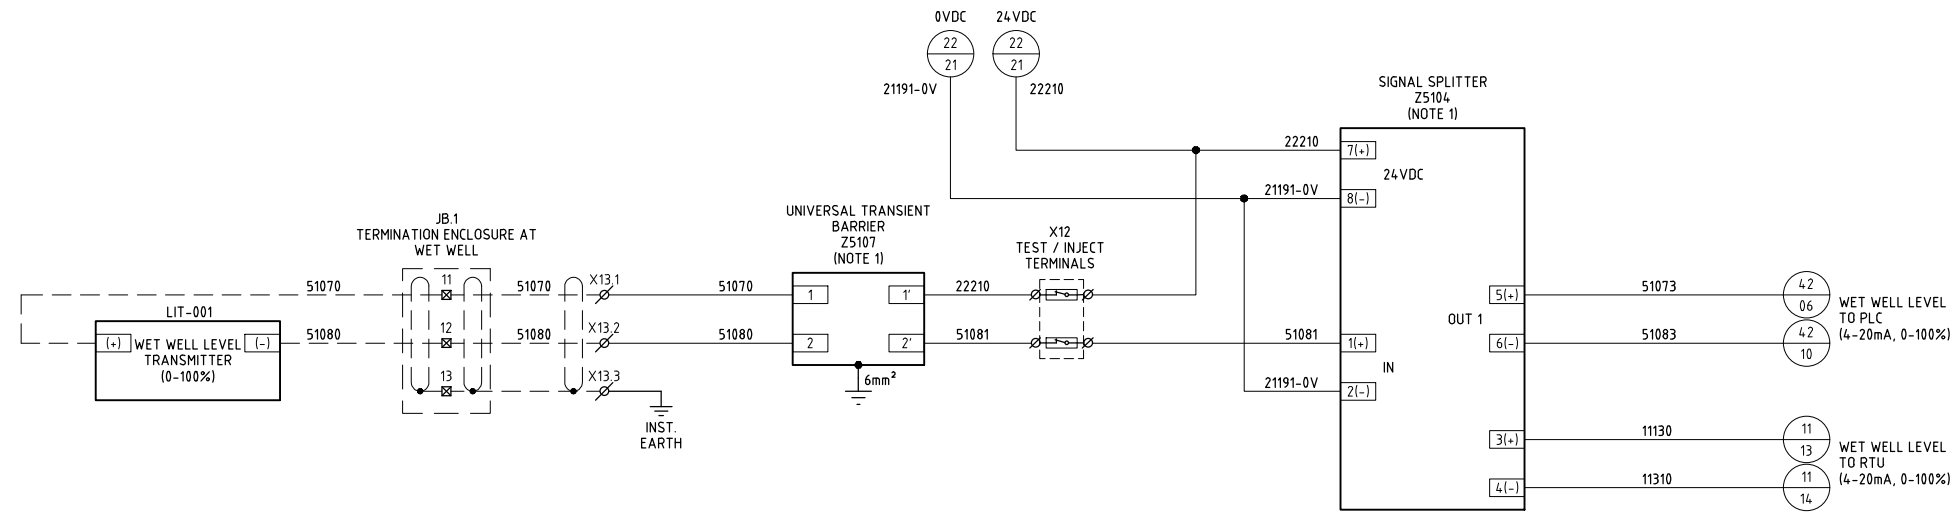 0VDC
24VDC
22
21
22
21
21191-0V
22210
SIGNAL SPLITTER
Z5104
(NOTE 1)
22210
7(+)
24VDC
21191-0V
8(-)
JB.1
TERMINATION ENCLOSURE AT
WET WELL
UNIVERSAL TRANSIENT
BARRIER
Z5107
(NOTE 1)
X12
TEST / INJECT
TERMINALS
51070
11
51070
X13.1
51070
1
1'
22210
LIT-001
(+)
WET WELL LEVEL
TRANSMITTER
(0-100%)
(-)
51080
12
51080
X13.2
51080
2
2'
51081
51081
1(+)
IN
21191-0V
2(-)
13
X13.3
INST.
EARTH
6mm²
5(+)
51073
42
06
OUT 1
6(-)
51083
42
10
WET WELL LEVEL
TO PLC
(4-20mA, 0-100%)
3(+)
11130
11
13
4(-)
11310
11
14
WET WELL LEVEL
TO RTU
(4-20mA, 0-100%)